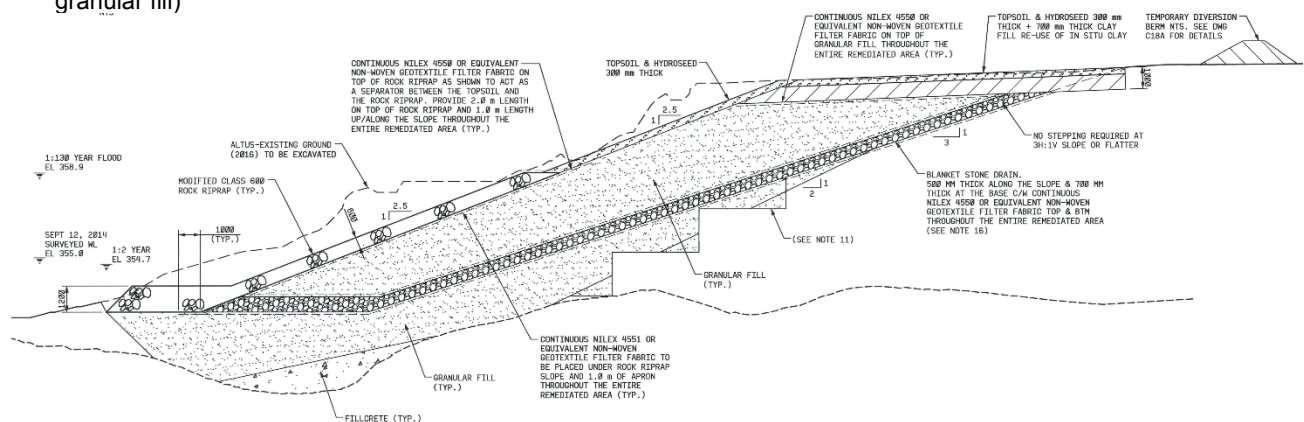 granular fill)
NTS
CONTINUOUS NILEX 4550 OR
EQUIVALENT NON-WOVEN GEOTEXTILE
FILTER FABRIC ON TOP OF
GRANULAR FILL THROUGHOUT THE
ENTIRE REMEDIATED AREA (TYP.)
TOPSOIL & HYDROSEED 300 mm
THICK + 700 mm THICK CLAY
FILL RE-USE OF IN SITU CLAY
TEMPORARY DIVERSION
BERM NTS. SEE DWG
C18A FOR DETAILS
CONTINUOUS NILEX 4550 OR EQUIVALENT
NON-WOVEN GEOTEXTILE FILTER FABRIC ON
TOP OF ROCK RIPRAP AS SHOWN TO ACT AS
A SEPARATOR BETWEEN THE TOPSOIL AND
THE ROCK RIPRAP. PROVIDE 2.0 m LENGTH
ON TOP OF ROCK RIPRAP AND 1.0 m LENGTH
UP/ALONG THE SLOPE THROUGHOUT THE
ENTIRE REMEDIATED AREA (TYP.)
TOPSOIL & HYDROSEED
300 mm THICK
1000
2.5
1
ALTUS-EXISTING GROUND
(2016) TO BE EXCAVATED
1
3
NO STEPPING REQUIRED AT
3H:1V SLOPE OR FLATTER
1:130 YEAR FLOOD
EL 358.9
MODIFIED CLASS 600
ROCK RIPRAP (TYP.)
BLANKET STONE DRAIN.
500 MM THICK ALONG THE SLOPE & 700 MM
THICK AT THE BASE C/W CONTINUOUS
NILEX 4550 OR EQUIVALENT NON-WOVEN
GEOTEXTILE FILTER FABRIC TOP & BTM
THROUGHOUT THE ENTIRE REMEDIATED AREA
(SEE NOTE 16)
1
2
2.5
1
800
SEPT 12, 2014
SURVEYED WL
EL 355.0
1:2 YEAR
EL 354.7
1000
(TYP.)
(SEE NOTE 11)
GRANULAR FILL
(TYP.)
1200
CONTINUOUS NILEX 4551 OR
EQUIVALENT NON-WOVEN
GEOTEXTILE FILTER FABRIC TO
BE PLACED UNDER ROCK RIPRAP
SLOPE AND 1.0 m OF APRON
THROUGHOUT THE ENTIRE
REMEDIATED AREA (TYP.)
GRANULAR FILL
(TYP.)
FILLCRETE (TYP.)